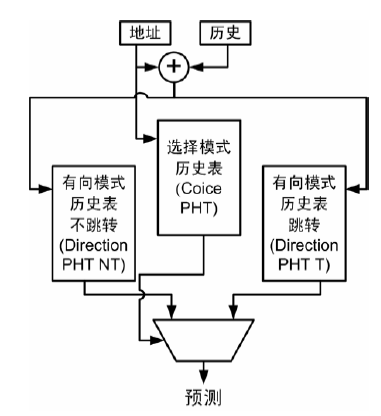 地址
历史
+
选择模式
历史表
(Coice
PHT)
有向模式
历史表
不跳转
(Direction
PHT NT)
有向模式
历史表
跳转
(Direction
PHT T)
预测